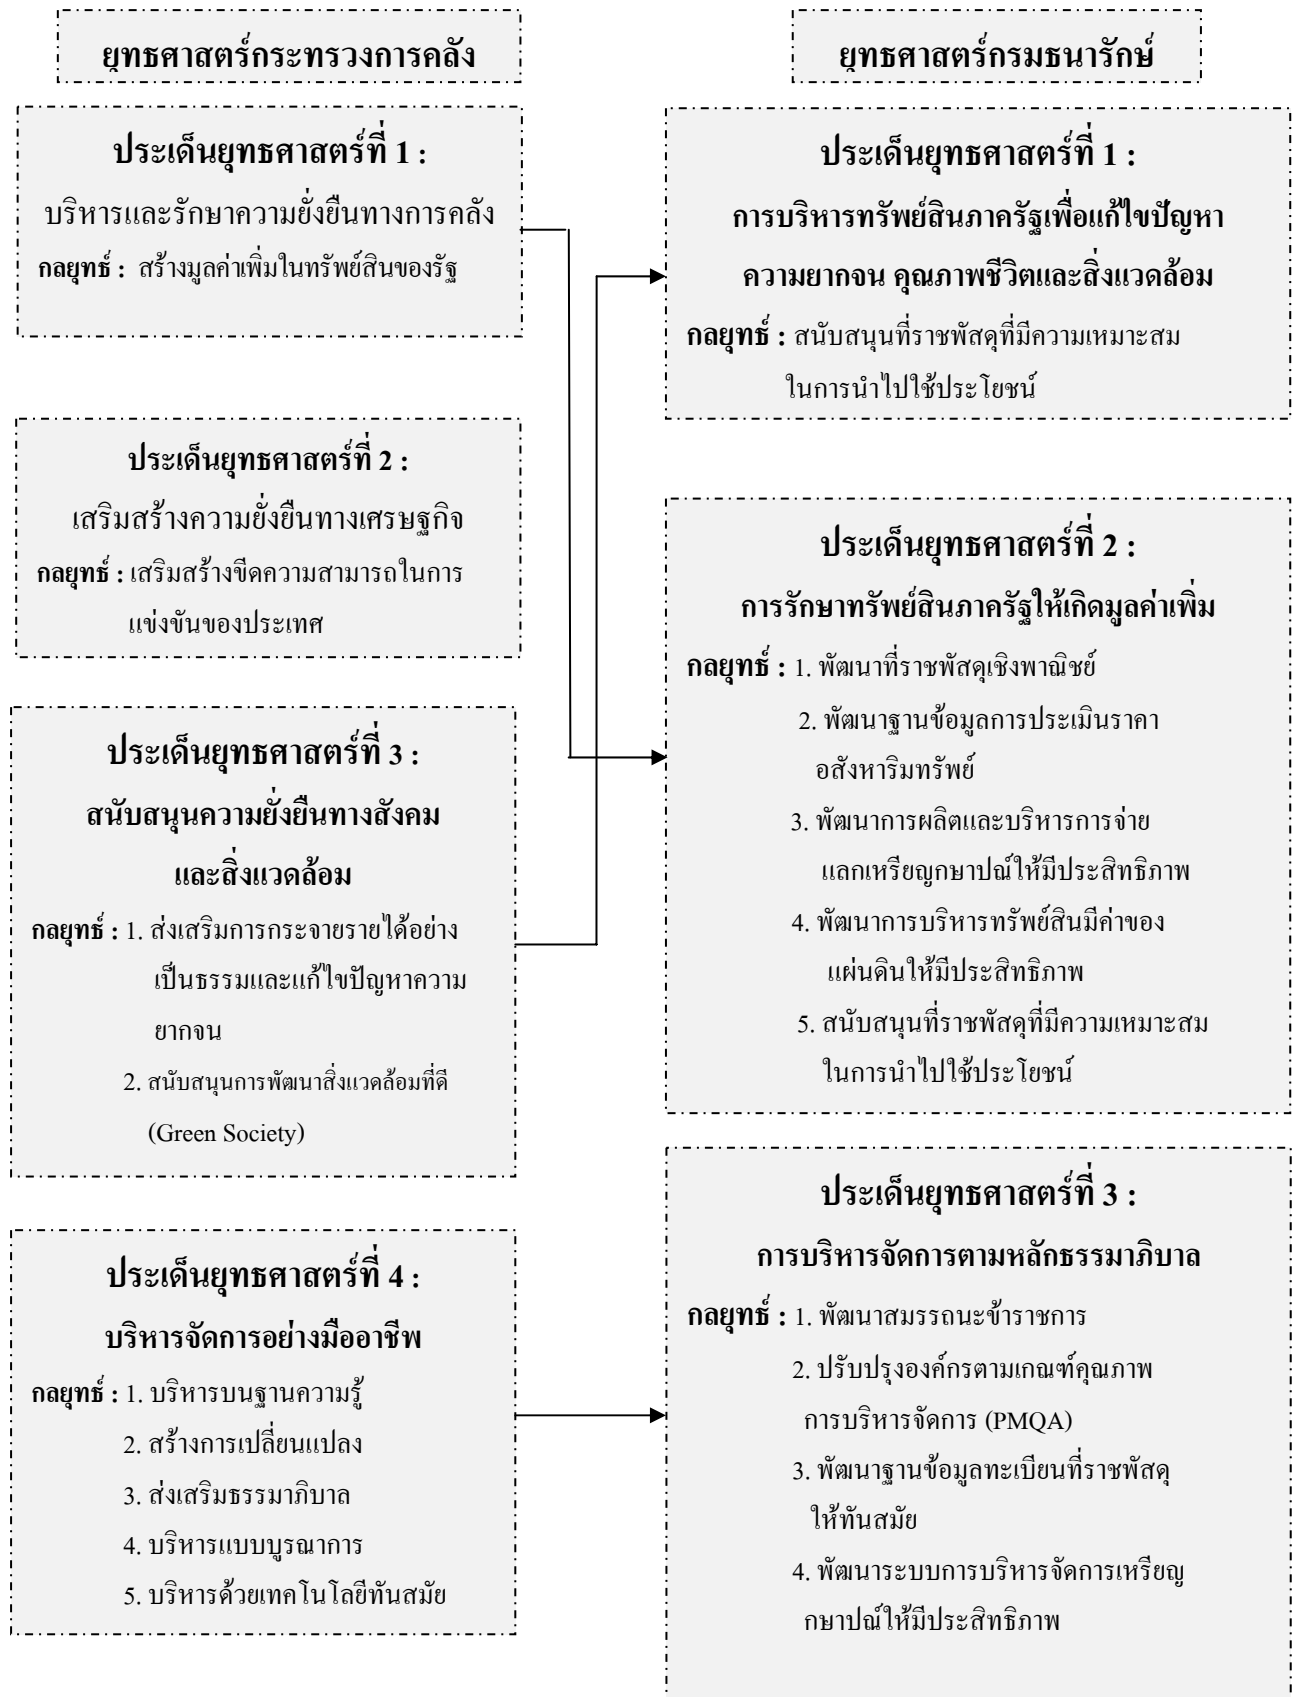 ยุทธศาสตร์กระทรวงการคลัง
ประเด็นยุทธศาสตร์ที่ 1 :
บริหารและรักษาความยั่งยืนทางการคลัง
กลยุทธ์ : สร้างมูลค่าเพิ่มในทรัพย์สินของรัฐ
ประเด็นยุทธศาสตร์ที่ 2 :
เสริมสร้างความยั่งยืนทางเศรษฐกิจ
กลยุทธ์ : เสริมสร้างขีดความสามารถในการ
แข่งขันของประเทศ
ประเด็นยุทธศาสตร์ที่ 3 :
สนับสนุนความยั่งยืนทางสังคม
และสิ่งแวดล้อม
กลยุทธ์ : 1. ส่งเสริมการกระจายรายได้อย่าง
เป็นธรรมและแก้ไขปัญหาความ
ยากจน
2. สนับสนุนการพัฒนาสิ่งแวดล้อมที่ดี
(Green Society)
ประเด็นยุทธศาสตร์ที่ 4 :
บริหารจัดการอย่างมืออาชีพ
กลยุทธ์ : 1. บริหารบนฐานความรู้
2. สร้างการเปลี่ยนแปลง
3. ส่งเสริมธรรมาภิบาล
4. บริหารแบบบูรณาการ
5. บริหารด้วยเทคโนโลยีทันสมัย
ยุทธศาสตร์กรมธนารักษ์
ประเด็นยุทธศาสตร์ที่ 1 :
การบริหารทรัพย์สินภาครัฐเพื่อแก้ไขปัญหา
ความยากจน คุณภาพชีวิตและสิ่งแวดล้อม
กลยุทธ์ : สนับสนุนที่ราชพัสดุที่มีความเหมาะสม
ในการนำไปใช้ประโยชน์
ประเด็นยุทธศาสตร์ที่ 2 :
การรักษาทรัพย์สินภาครัฐให้เกิดมูลค่าเพิ่ม
กลยุทธ์ : 1. พัฒนาที่ราชพัสดุเชิงพาณิชย์
2. พัฒนาฐานข้อมูลการประเมินราคา
อสังหาริมทรัพย์
3. พัฒนาการผลิตและบริหารการจ่าย
แลกเหรียญกษาปณ์ให้มีประสิทธิภาพ
4. พัฒนาการบริหารทรัพย์สินมีค่าของ
แผ่นดินให้มีประสิทธิภาพ
5. สนับสนุนที่ราชพัสดุที่มีความเหมาะสม
ในการนำไปใช้ประโยชน์
ประเด็นยุทธศาสตร์ที่ 3 :
การบริหารจัดการตามหลักธรรมาภิบาล
กลยุทธ์ : 1. พัฒนาสมรรถนะข้าราชการ
2. ปรับปรุงองค์กรตามเกณฑ์คุณภาพ
การบริหารจัดการ (PMQA)
3. พัฒนาฐานข้อมูลทะเบียนที่ราชพัสดุ
ให้ทันสมัย
4. พัฒนาระบบการบริหารจัดการเหรียญ
กษาปณ์ให้มีประสิทธิภาพ